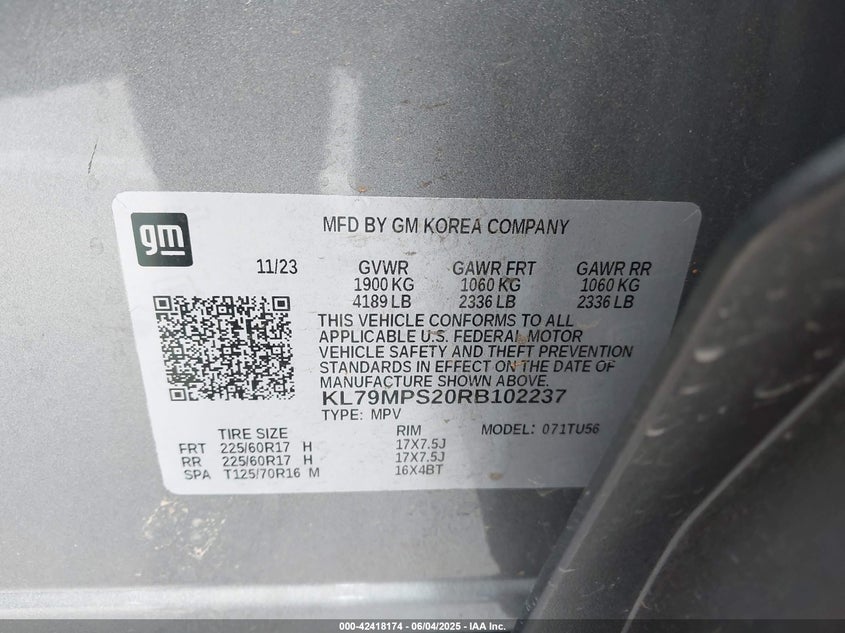 gm
MFD BY GM KOREA COMPANY
11/23 GVWR GAWR FRT GAWR RR
1900 KG 1060 KG 1060 KG
4189 LB 2336 LB 2336 LB
THIS VEHICLE CONFORMS TO ALL
APPLICABLE U.S. FEDERAL MOTOR
VEHICLE SAFETY AND THEFT PREVENTION
STANDARDS IN EFFECT ON THE DATE OF
MANUFACTURE SHOWN ABOVE.
KL79MPS20RB102237
TYPE: MPV MODEL: 071TU56
TIRE SIZE RIM
FRT 225/60R17 H 17X7.5J
RR 225/60R17 H 17X7.5J
SPA T125/70R16 M 16X4BT
000-42418174 - 06/04/2025 - IAA Inc.